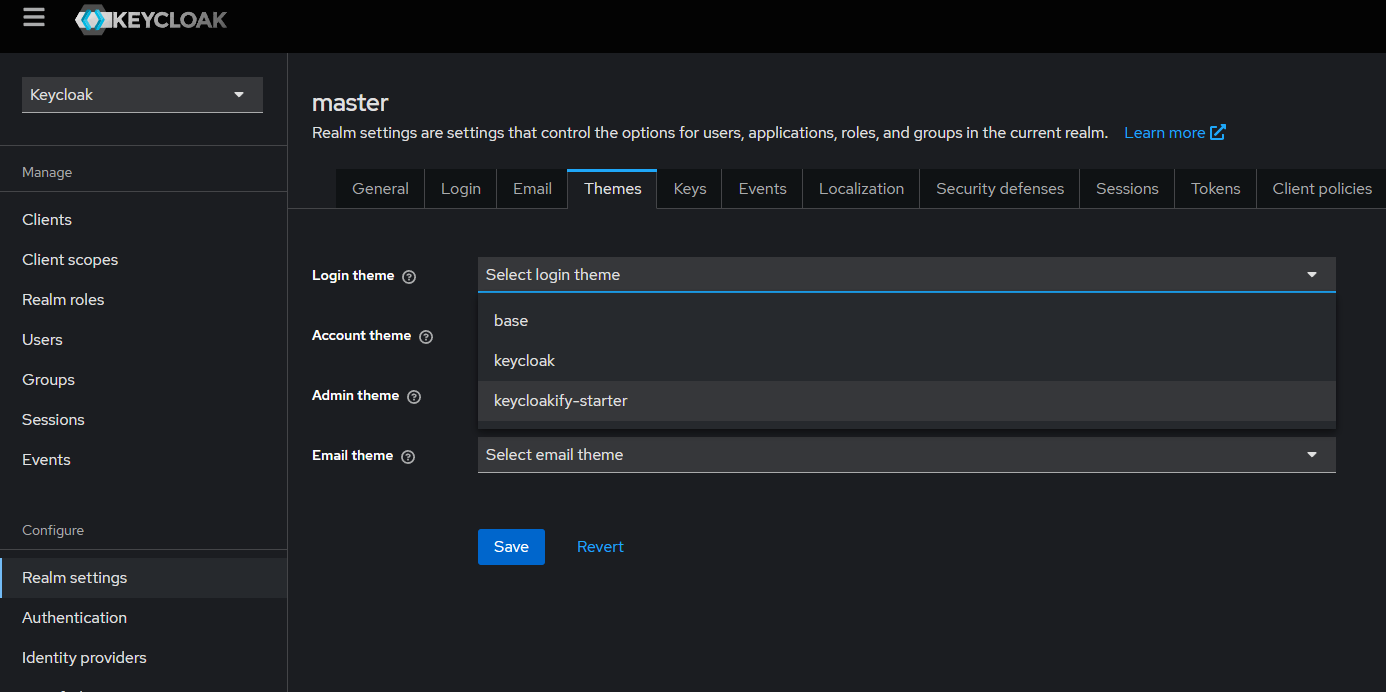 KEYCLOAK
Keycloak
Manage
Clients
Client scopes
Realm roles
Users
Groups
Sessions
Events
Configure
Realm settings
Authentication
Identity providers
master
Realm settings are settings that control the options for users, applications, roles, and groups in the current realm. Learn more
General Login Email Themes Keys Events Localization Security defenses Sessions Tokens Client policies
Login theme Select login theme
base
Account theme
keycloak
Admin theme
keycloakify-starter
Email theme Select email theme
Save Revert